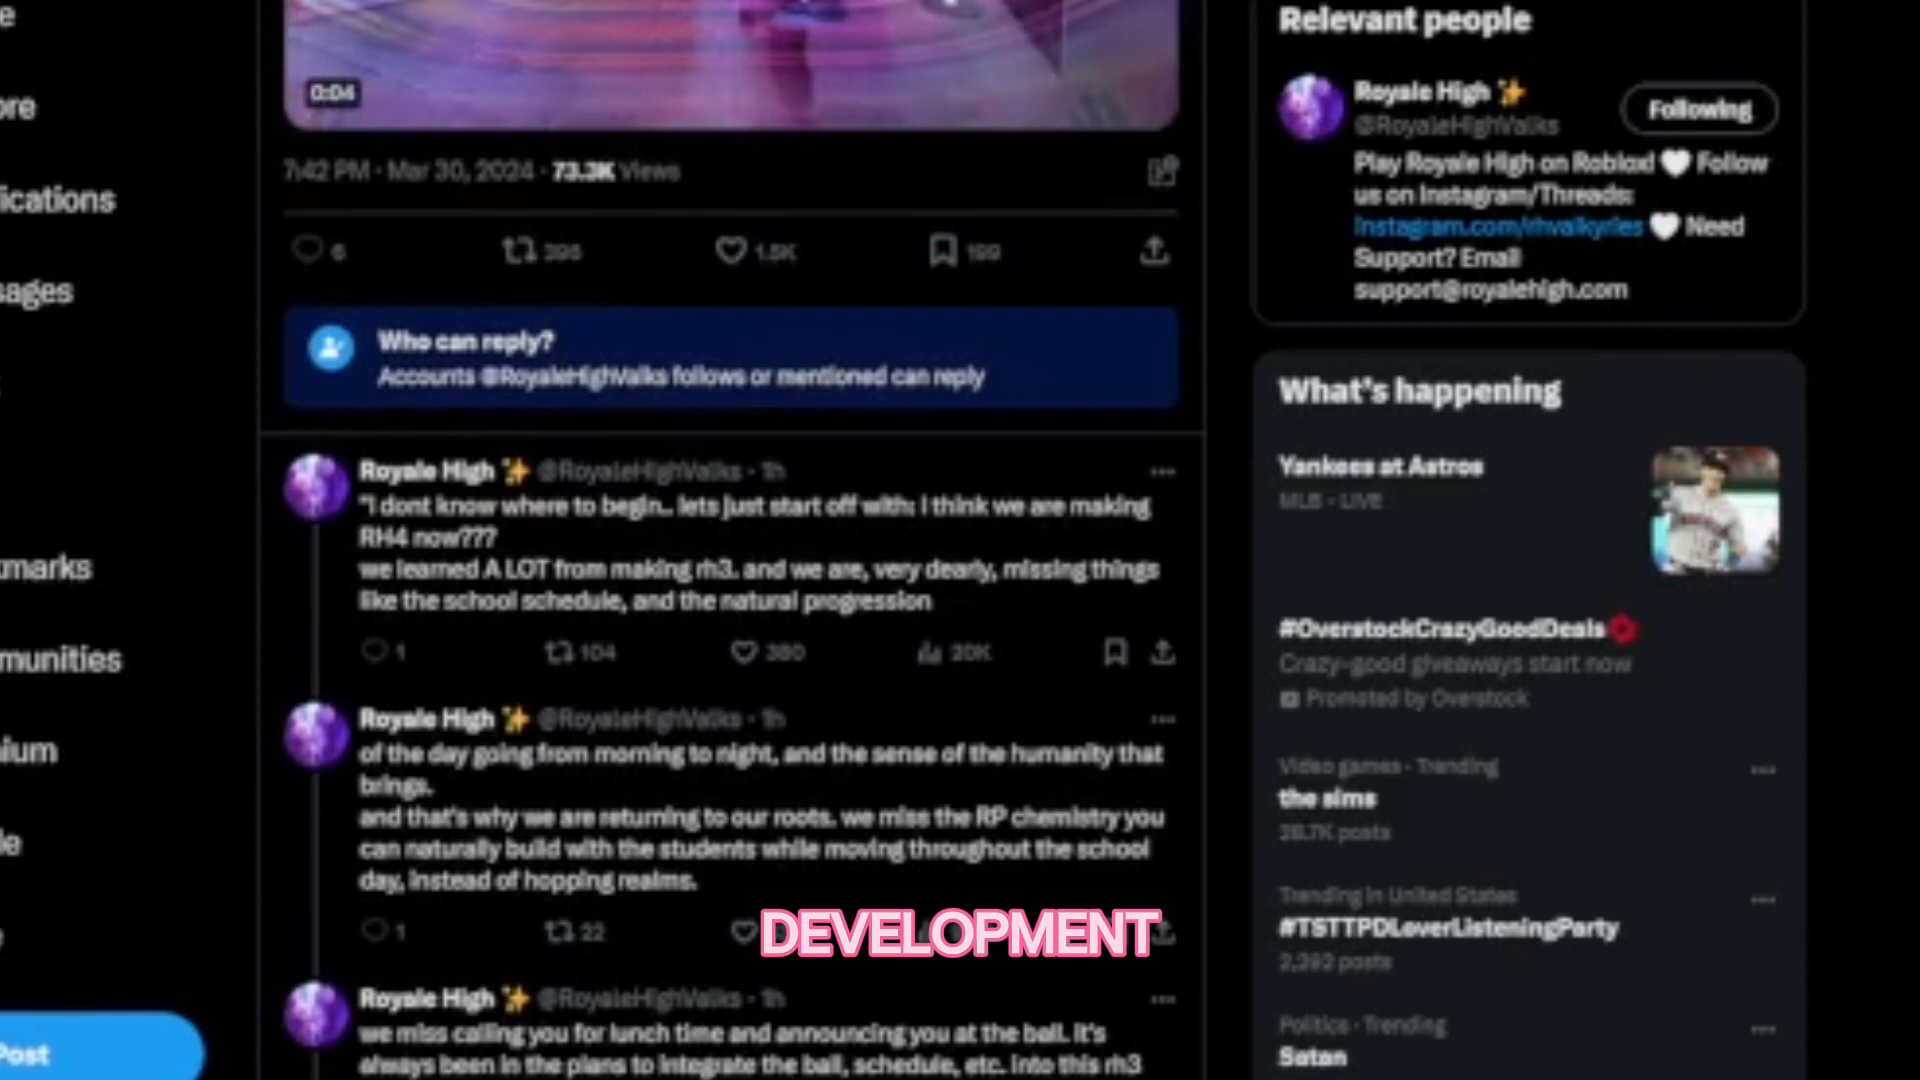 e
ore
ications
sages
kmarks
munities
ium
le
Post
0:04
7:42 PM · Mar 30, 2024 · 73.3K Views
6 395 1.5K 199
Who can reply?
Accounts @RoyaleHighValks follows or mentioned can reply
Royale High ✨ @RoyaleHighValks · 1h
"I dont know where to begin.. lets just start off with: I think we are making
RH4 now???
we learned A LOT from making rh3. and we are, very dearly, missing things
like the school schedule, and the natural progression
1 104 380 20K
Royale High ✨ @RoyaleHighValks · 1h
of the day going from morning to night, and the sense of the humanity that
brings.
and that's why we are returning to our roots. we miss the RP chemistry you
can naturally build with the students while moving throughout the school
day, instead of hopping realms.
1 22
DEVELOPMENT
Royale High ✨ @RoyaleHighValks · 1h
we miss calling you for lunch time and announcing you at the ball. It's
always been in the plans to integrate the ball, schedule, etc. into this rh3
Relevant people
Royale High ✨
@RoyaleHighValks
Following
Play Royale High on Roblox! 🤍 Follow
us on Instagram/Threads:
instagram.com/rhvalkyries 🤍 Need
Support? Email
support@royalehigh.com
What's happening
Yankees at Astros
MLB · LIVE
#OverstockCrazyGoodDeals
Crazy-good giveaways start now
Promoted by Overstock
Video games · Trending
the sims
28.7K posts
Trending in United States
#TSTTPDLoverListeningParty
2,292 posts
Politics · Trending
Satan